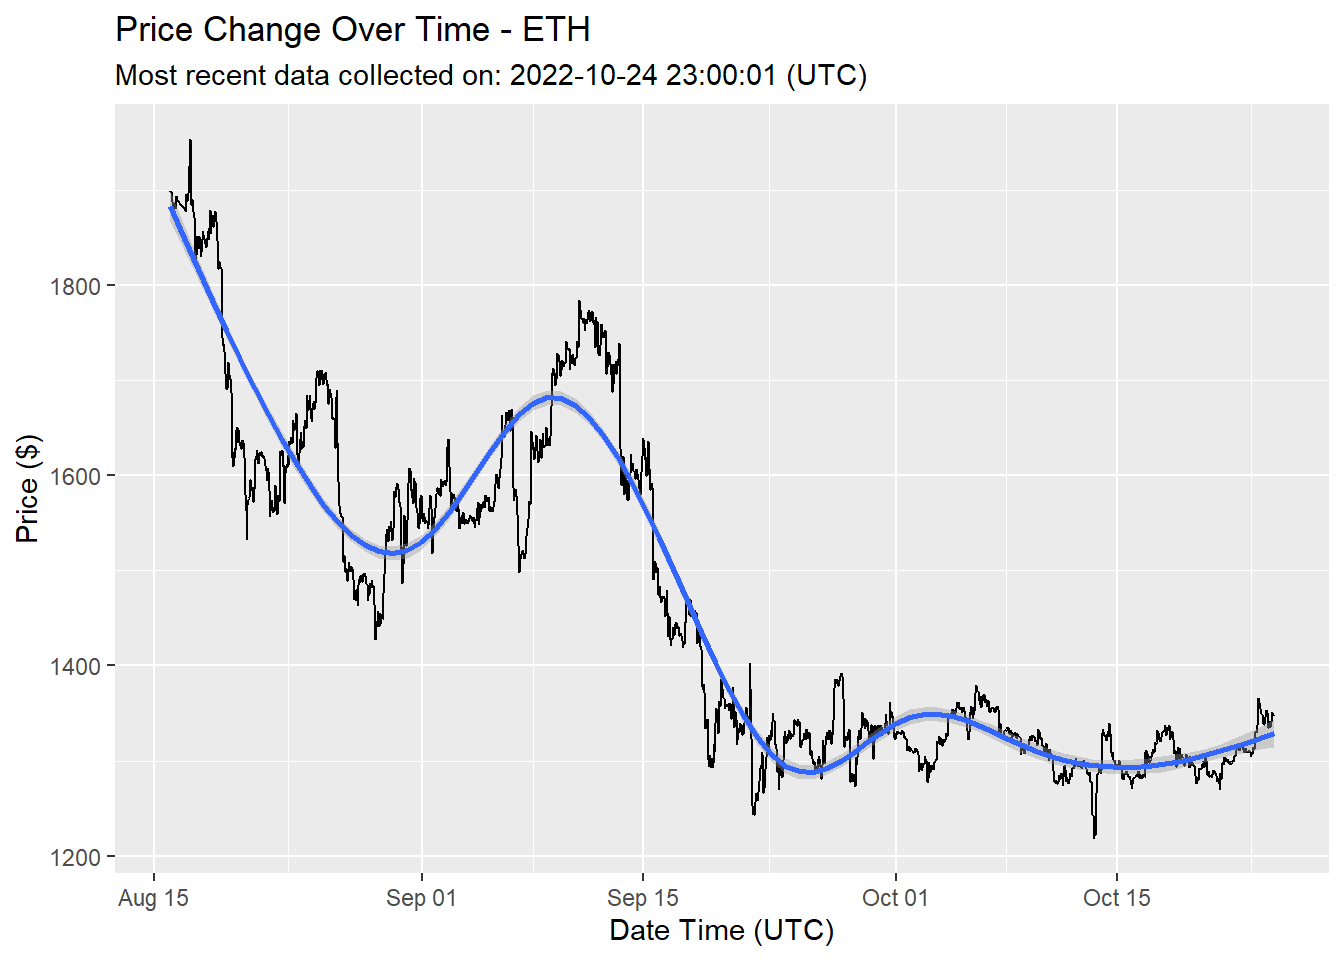 Price Change Over Time - ETH
Most recent data collected on: 2022-10-24 23:00:01 (UTC)
Price ($)
1800
1600
1400
1200
Aug 15
Sep 01
Sep 15
Oct 01
Oct 15
Date Time (UTC)